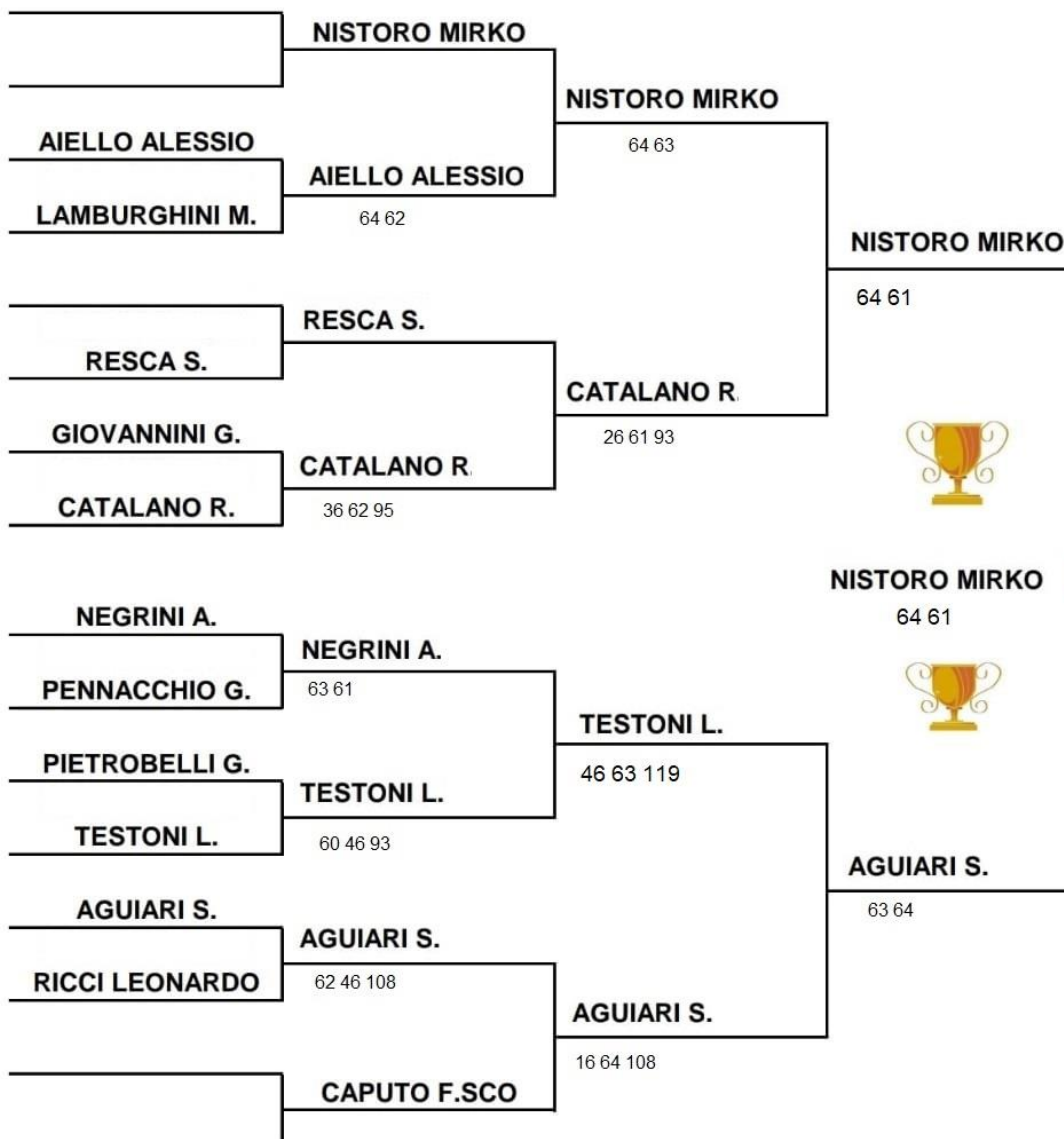 NISTORO MIRKO
NISTORO MIRKO
AIELLO ALESSIO
64 63
AIELLO ALESSIO
LAMBURGHINI M.
64 62
NISTORO MIRKO
64 61
RESCA S.
RESCA S.
CATALANO R.
26 61 93
GIOVANNINI G.
CATALANO R.
CATALANO R.
36 62 95
NISTORO MIRKO
64 61
NEGRINI A.
NEGRINI A.
PENNACCHIO G.
63 61
TESTONI L.
46 63 119
PIETROBELLI G.
TESTONI L.
TESTONI L.
60 46 93
AGUIARI S.
63 64
AGUIARI S.
AGUIARI S.
RICCI LEONARDO
62 46 108
AGUIARI S.
16 64 108
CAPUTO F.SCO